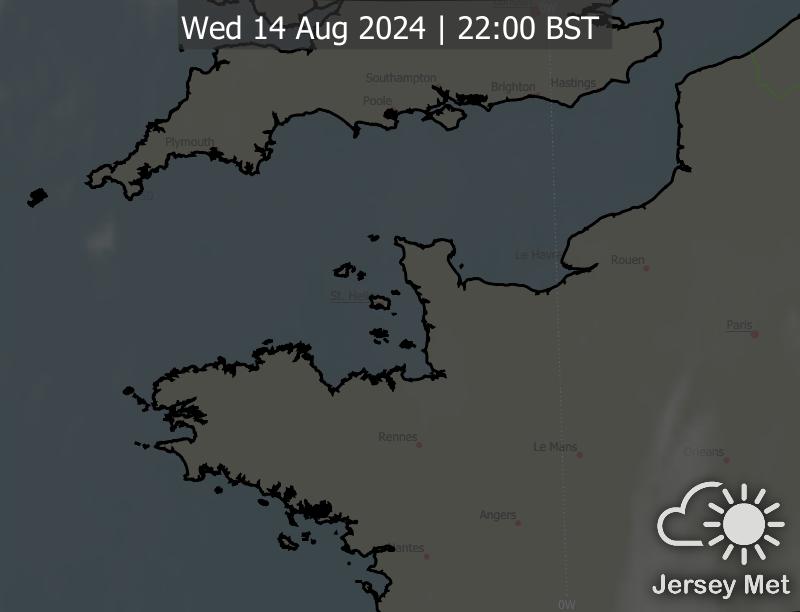 Wed 14 Aug 2024 | 22:00 BST
Southampton
Brighton
Hastings
Poole
Plymouth
Le Havre
Rouen
St. Heli
Paris
Rennes
Le Mans
Orleans
Angers
Nantes
Jersey Met
0W